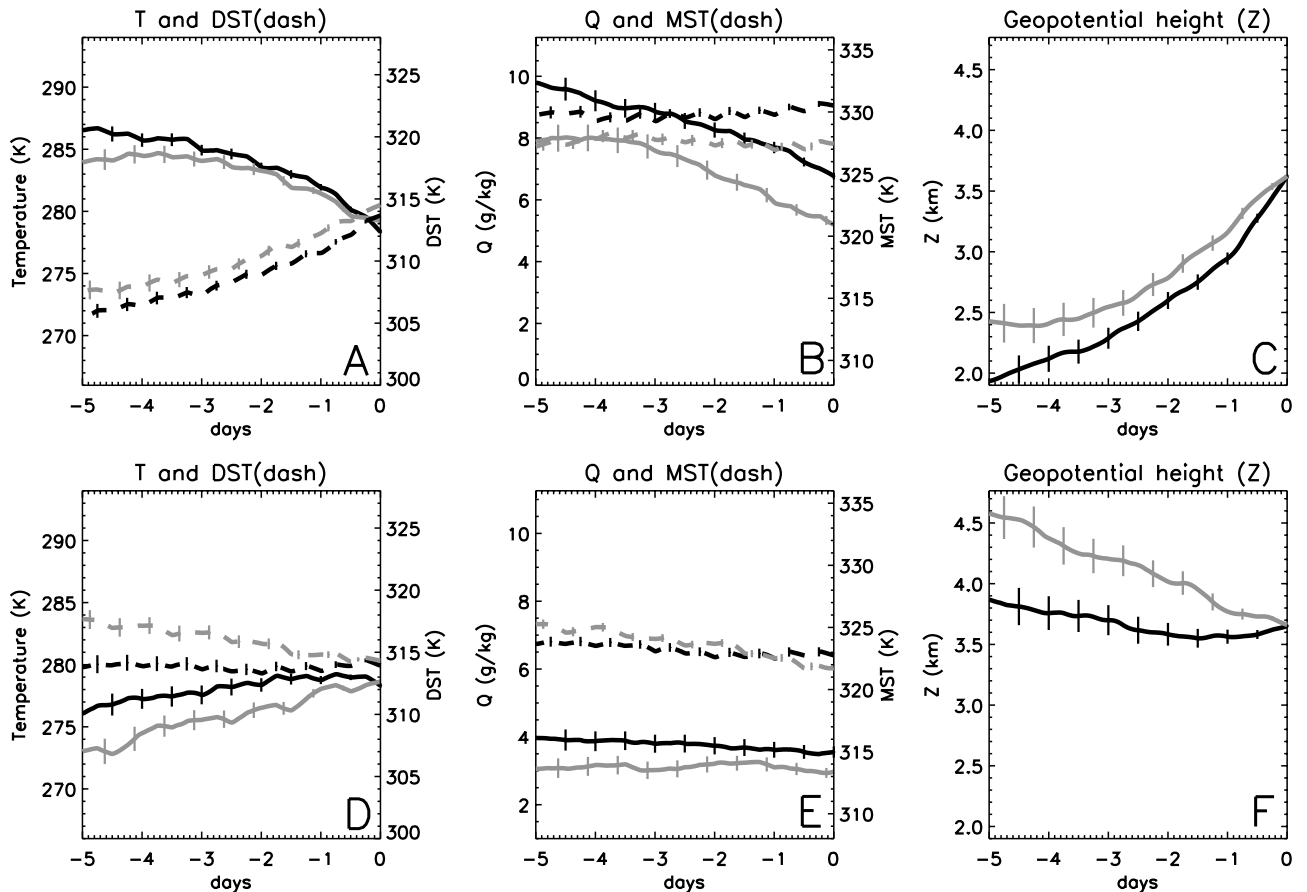 T and DST(dash)
Q and MST(dash)
Geopotential height (Z)
Temperature (K)
290
285
280
275
270
325
320
315
310
305
300
DST (K)
A
-5 -4 -3 -2 -1 0
days
Q (g/kg)
10
8
6
4
2
0
335
330
325
320
315
310
MST (K)
B
-5 -4 -3 -2 -1 0
days
Z (km)
4.5
4.0
3.5
3.0
2.5
2.0
C
-5 -4 -3 -2 -1 0
days
T and DST(dash)
Q and MST(dash)
Geopotential height (Z)
Temperature (K)
290
285
280
275
270
325
320
315
310
305
300
DST (K)
D
-5 -4 -3 -2 -1 0
days
Q (g/kg)
10
8
6
4
2
335
330
325
320
315
310
MST (K)
E
-5 -4 -3 -2 -1 0
days
Z (km)
4.5
4.0
3.5
3.0
2.5
2.0
F
-5 -4 -3 -2 -1 0
days